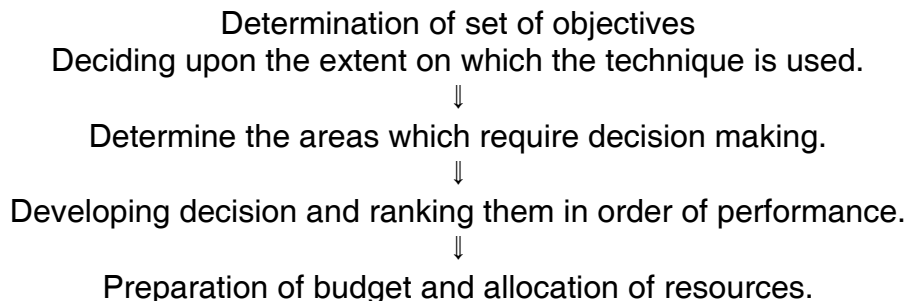 Determination of set of objectives
Deciding upon the extent on which the technique is used.
⇓
Determine the areas which require decision making.
⇓
Developing decision and ranking them in order of performance.
⇓
Preparation of budget and allocation of resources.